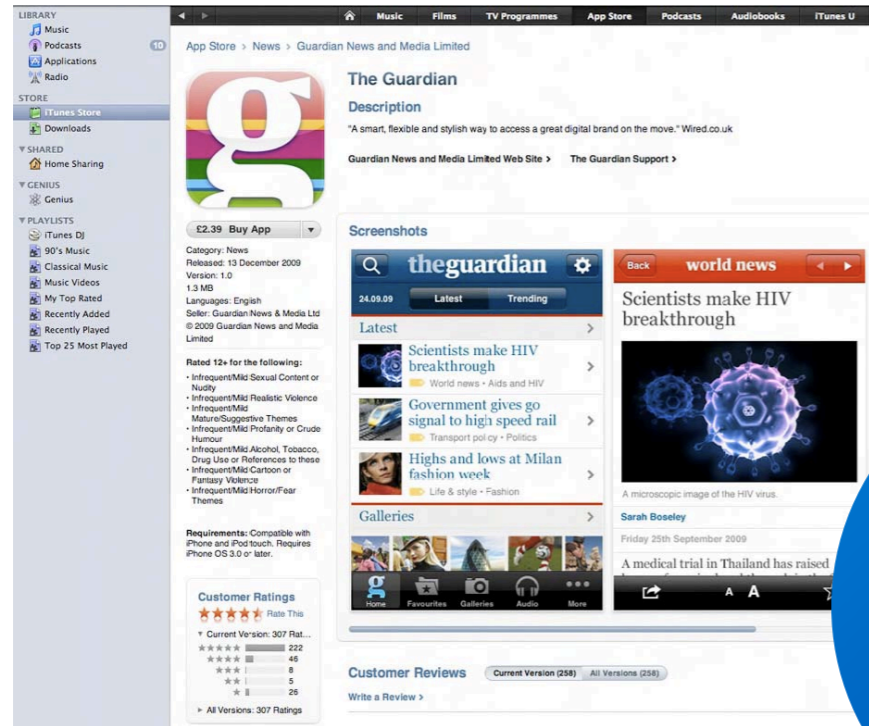 LIBRARY
Music
Podcasts 10
Applications
Radio
STORE
iTunes Store
Downloads
SHARED
Home Sharing
GENIUS
Genius
PLAYLISTS
iTunes DJ
90's Music
Classical Music
Music Videos
My Top Rated
Recently Added
Recently Played
Top 25 Most Played
Music Films TV Programmes App Store Podcasts Audiobooks iTunes U
App Store > News > Guardian News and Media Limited
g
£2.39 Buy App
Category: News
Released: 13 December 2009
Version: 1.0
1.3 MB
Languages: English
Seller: Guardian News & Media Ltd
© 2009 Guardian News and Media
Limited
Rated 12+ for the following:
• Infrequent/Mild Sexual Content or
Nudity
• Infrequent/Mild Realistic Violence
• Infrequent/Mild
Mature/Suggestive Themes
• Infrequent/Mild Profanity or Crude
Humour
• Infrequent/Mild Alcohol, Tobacco,
Drug Use or References to these
• Infrequent/Mild Cartoon or
Fantasy Violence
• Infrequent/Mild Horror/Fear
Themes
Requirements: Compatible with
iPhone and iPod touch. Requires
iPhone OS 3.0 or later.
Customer Ratings
Rate This
Current Version: 307 Rat...
222
46
8
5
26
All Versions: 307 Ratings
The Guardian
Description
"A smart, flexible and stylish way to access a great digital brand on the move." Wired.co.uk
Guardian News and Media Limited Web Site > The Guardian Support >
Screenshots
theguardian
24.09.09 Latest Trending
Latest
Scientists make HIV
breakthrough
World news • Aids and HIV
Government gives go
signal to high speed rail
Transport policy • Politics
Highs and lows at Milan
fashion week
Life & style • Fashion
Galleries
g
Home Favourites Galleries Audio More
Back world news
Scientists make HIV
breakthrough
A microscopic image of the HIV virus.
Sarah Boseley
Friday 25th September 2009
A medical trial in Thailand has raised
A A
Customer Reviews Current Version (258) All Versions (258)
Write a Review >